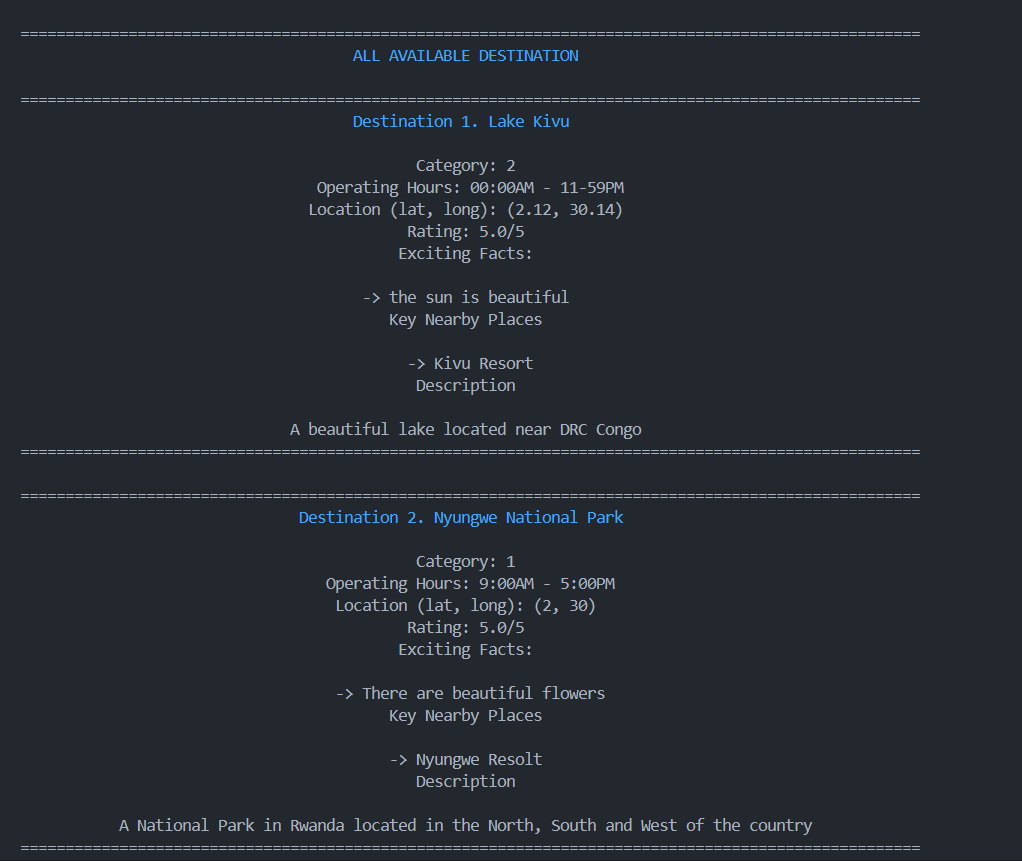 ====================================================================================================
ALL AVAILABLE DESTINATION
====================================================================================================
Destination 1. Lake Kivu
Category: 2
Operating Hours: 00:00AM - 11-59PM
Location (lat, long): (2.12, 30.14)
Rating: 5.0/5
Exciting Facts:
-> the sun is beautiful
Key Nearby Places
-> Kivu Resort
Description
A beautiful lake located near DRC Congo
====================================================================================================
====================================================================================================
Destination 2. Nyungwe National Park
Category: 1
Operating Hours: 9:00AM - 5:00PM
Location (lat, long): (2, 30)
Rating: 5.0/5
Exciting Facts:
-> There are beautiful flowers
Key Nearby Places
-> Nyungwe Resolt
Description
A National Park in Rwanda located in the North, South and West of the country
====================================================================================================